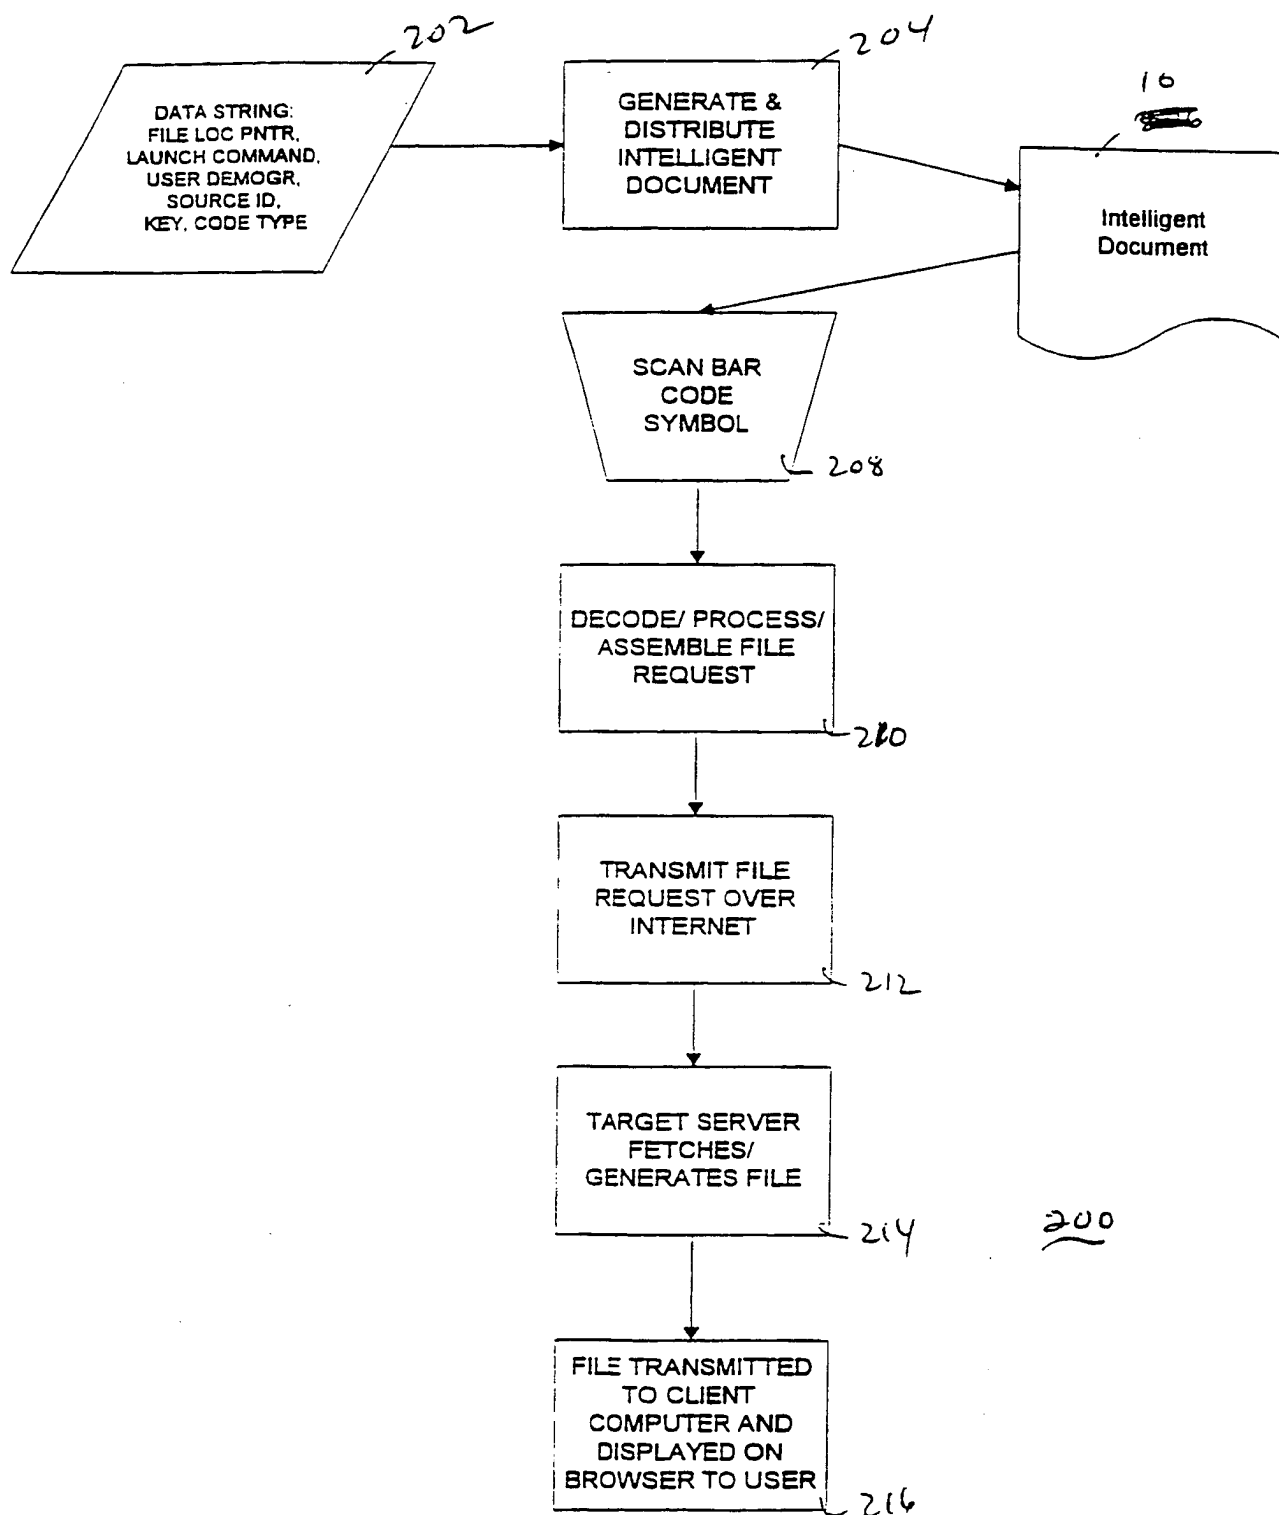 202
DATA STRING:
FILE LOC PNTR,
LAUNCH COMMAND,
USER DEMOGR,
SOURCE ID,
KEY, CODE TYPE
204
GENERATE &
DISTRIBUTE
INTELLIGENT
DOCUMENT
10
Intelligent
Document
SCAN BAR
CODE
SYMBOL
208
DECODE/ PROCESS/
ASSEMBLE FILE
REQUEST
210
TRANSMIT FILE
REQUEST OVER
INTERNET
212
TARGET SERVER
FETCHES/
GENERATES FILE
214
200
FILE TRANSMITTED
TO CLIENT
COMPUTER AND
DISPLAYED ON
BROWSER TO USER
216